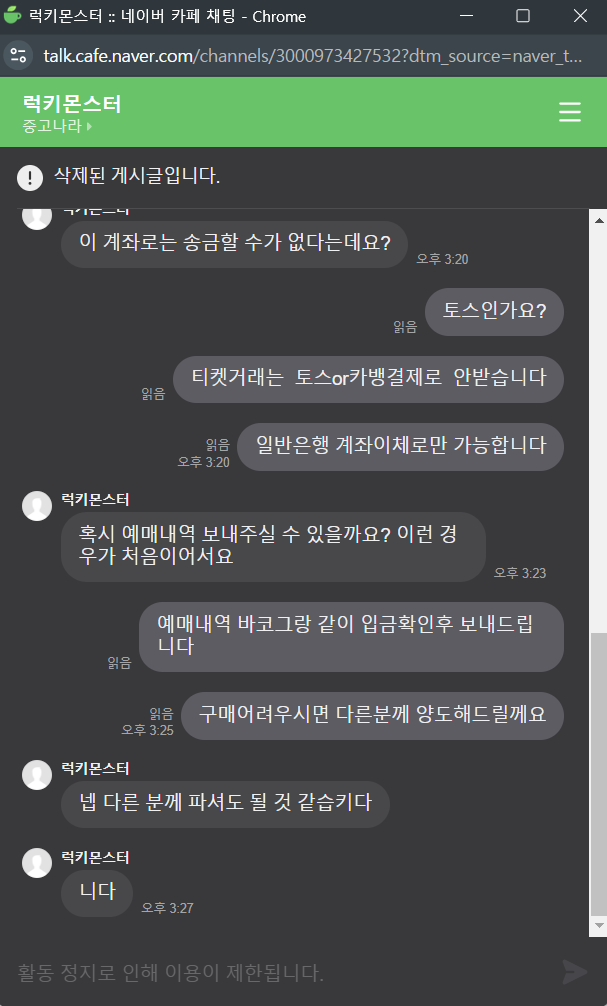 럭키몬스터 :: 네이버 카페 채팅 - Chrome
talk.cafe.naver.com/channels/3000973427532?dtm_source=naver_t...
럭키몬스터
중고나라
삭제된 게시글입니다.
럭키몬스터
이 계좌로는 송금할 수가 없다는데요?
오후 3:20
토스인가요?
읽음
티켓거래는 토스or카뱅결제로 안받습니다
읽음
일반은행 계좌이체로만 가능합니다
읽음
오후 3:20
럭키몬스터
혹시 예매내역 보내주실 수 있을까요? 이런 경
우가 처음이어서요
오후 3:23
예매내역 바코그랑 같이 입금확인후 보내드립
니다
읽음
구매어려우시면 다른분께 양도해드릴께요
읽음
오후 3:25
럭키몬스터
넵 다른 분께 파셔도 될 것 같습키다
럭키몬스터
니다
오후 3:27
활동 정지로 인해 이용이 제한됩니다.